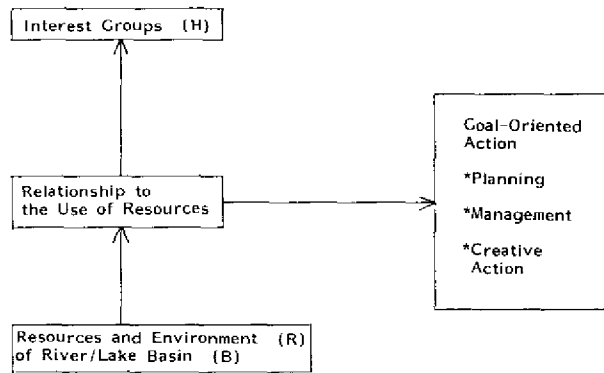 Interest Groups (H)
Goal-Oriented
Action
*Planning
*Management
*Creative
Action
Relationship to
the Use of Resources
Resources and Environment (R)
of River/Lake Basin (B)